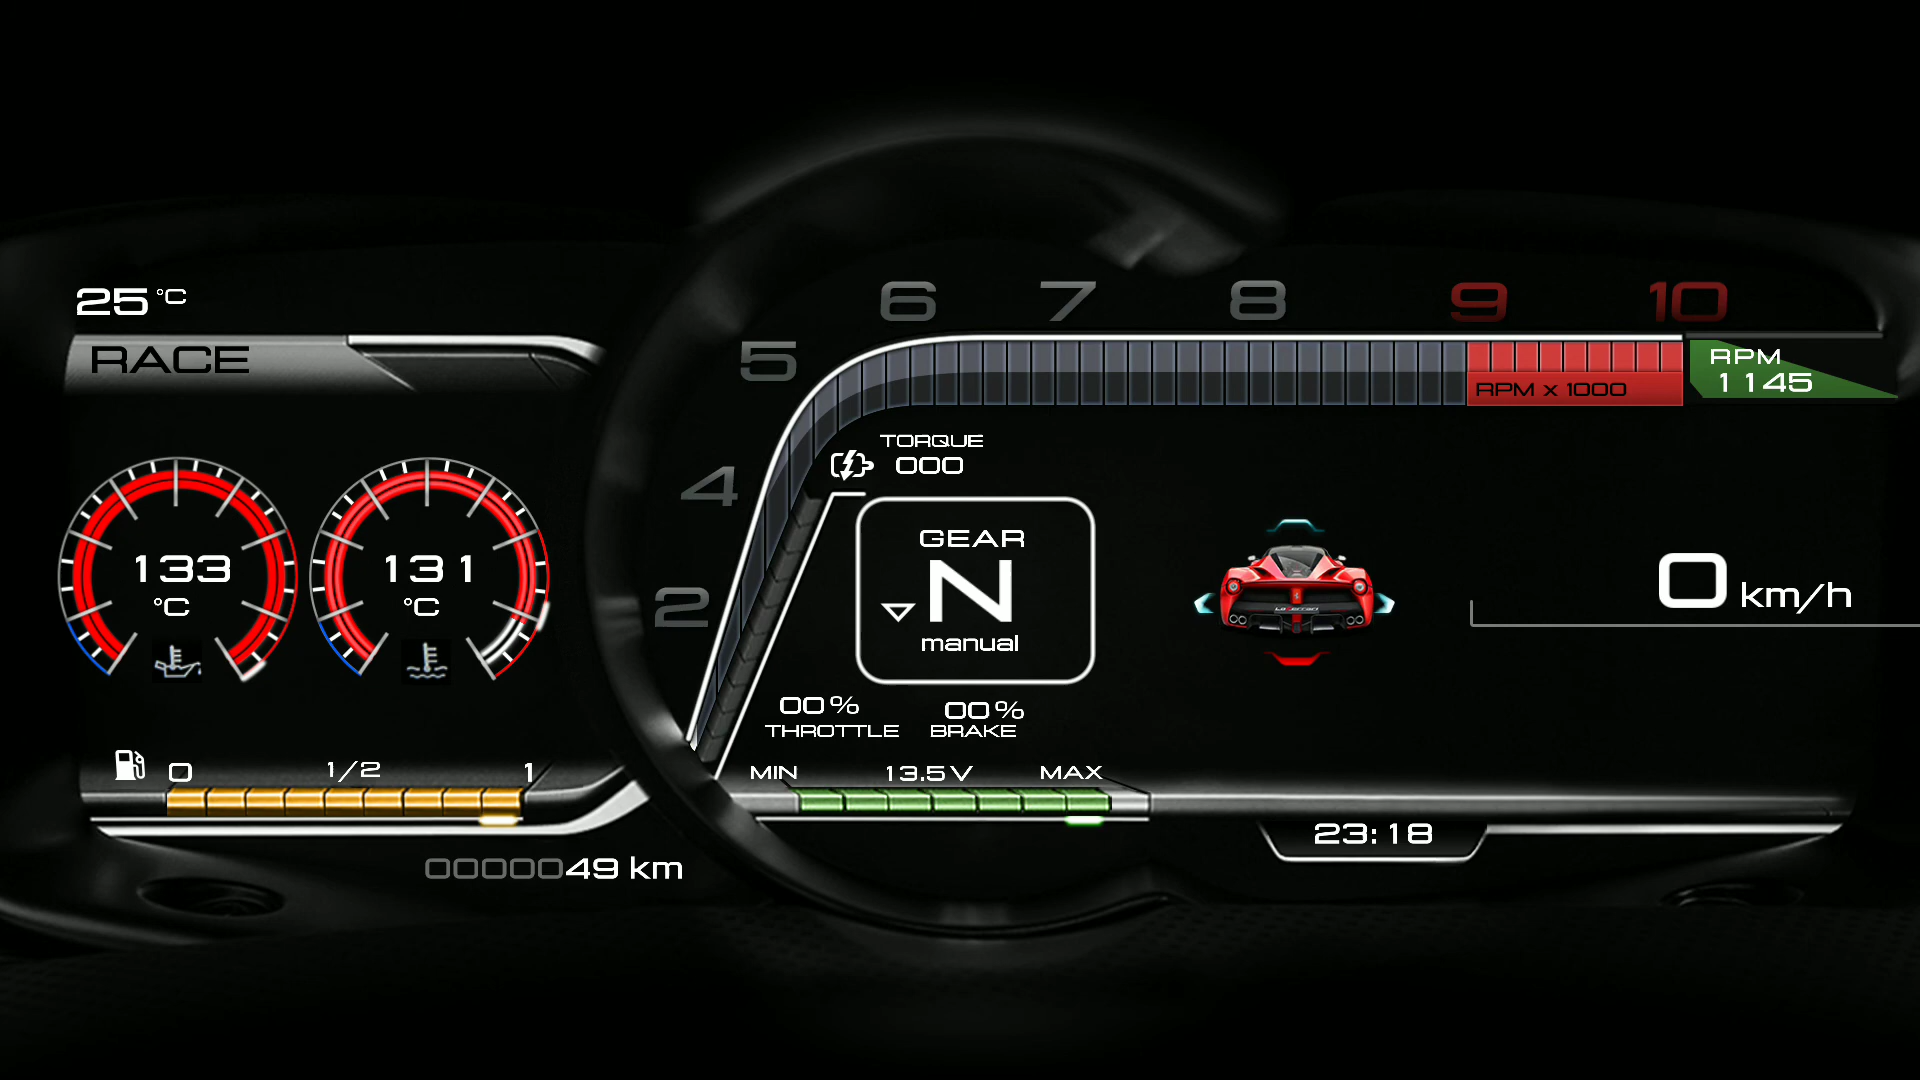 25 °C
RACE
133
°C
131
°C
0 1/2 1
0000049 km
2
4
5
6
7
8
9
10
RPM x 1000
RPM
1145
TORQUE
000
GEAR
N
manual
00 %
THROTTLE
00 %
BRAKE
MIN 13.5 V MAX
0 km/h
23:18